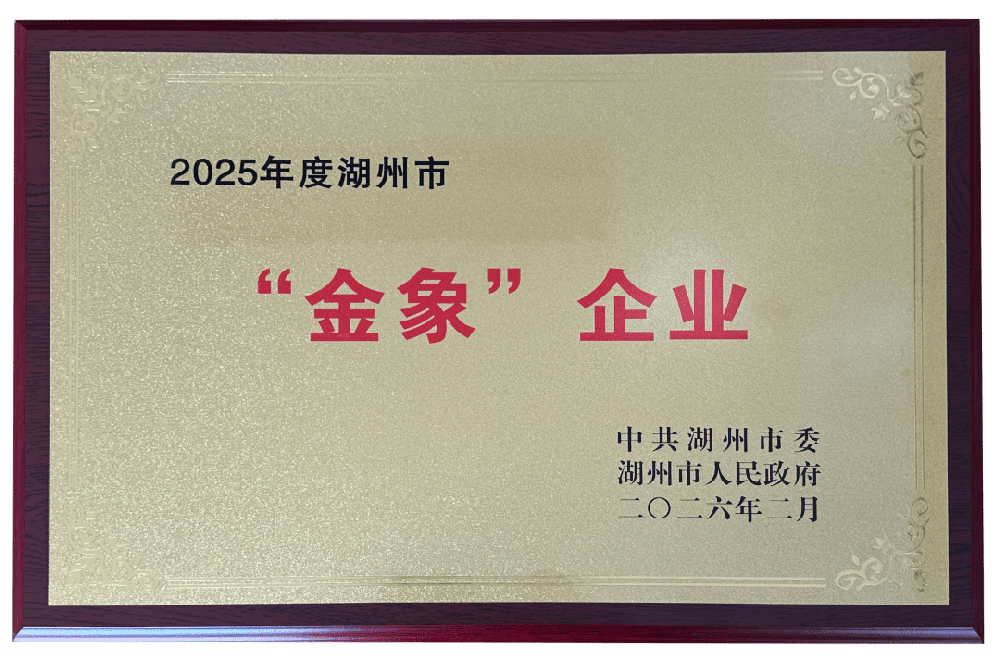 2025年度湖州市
“金象”企业
中共湖州市委
湖州市人民政府
二〇二六年二月